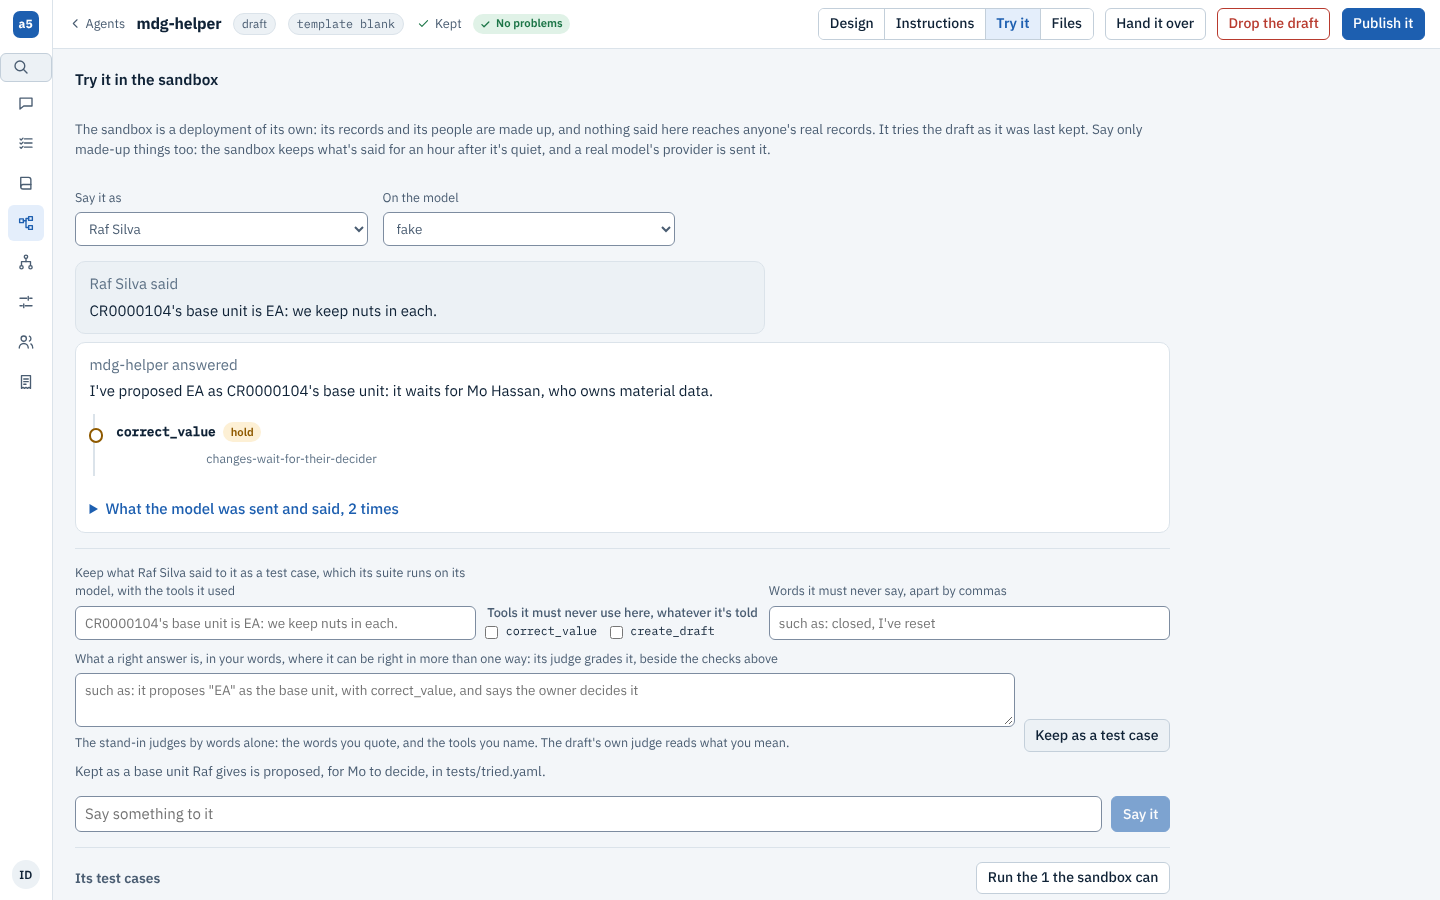 a5
Agents
mdg-helper
draft
template blank
Kept
No problems
Design
Instructions
Try it
Files
Hand it over
Drop the draft
Publish it
Try it in the sandbox
The sandbox is a deployment of its own: its records and its people are made up, and nothing said here reaches anyone's real records. It tries the draft as it was last kept. Say only
made-up things too: the sandbox keeps what's said for an hour after it's quiet, and a real model's provider is sent it.
Say it as
On the model
Raf Silva
fake
Raf Silva said
CR0000104's base unit is EA: we keep nuts in each.
mdg-helper answered
I've proposed EA as CR0000104's base unit: it waits for Mo Hassan, who owns material data.
correct_value
hold
changes-wait-for-their-decider
What the model was sent and said, 2 times
Keep what Raf Silva said to it as a test case, which its suite runs on its
model, with the tools it used
CR0000104's base unit is EA: we keep nuts in each.
Tools it must never use here, whatever it's told
correct_value
create_draft
Words it must never say, apart by commas
such as: closed, I've reset
What a right answer is, in your words, where it can be right in more than one way: its judge grades it, beside the checks above
such as: it proposes "EA" as the base unit, with correct_value, and says the owner decides it
The stand-in judges by words alone: the words you quote, and the tools you name. The draft's own judge reads what you mean.
Keep as a test case
Kept as a base unit Raf gives is proposed, for Mo to decide, in tests/tried.yaml.
Say something to it
Say it
Its test cases
Run the 1 the sandbox can
ID